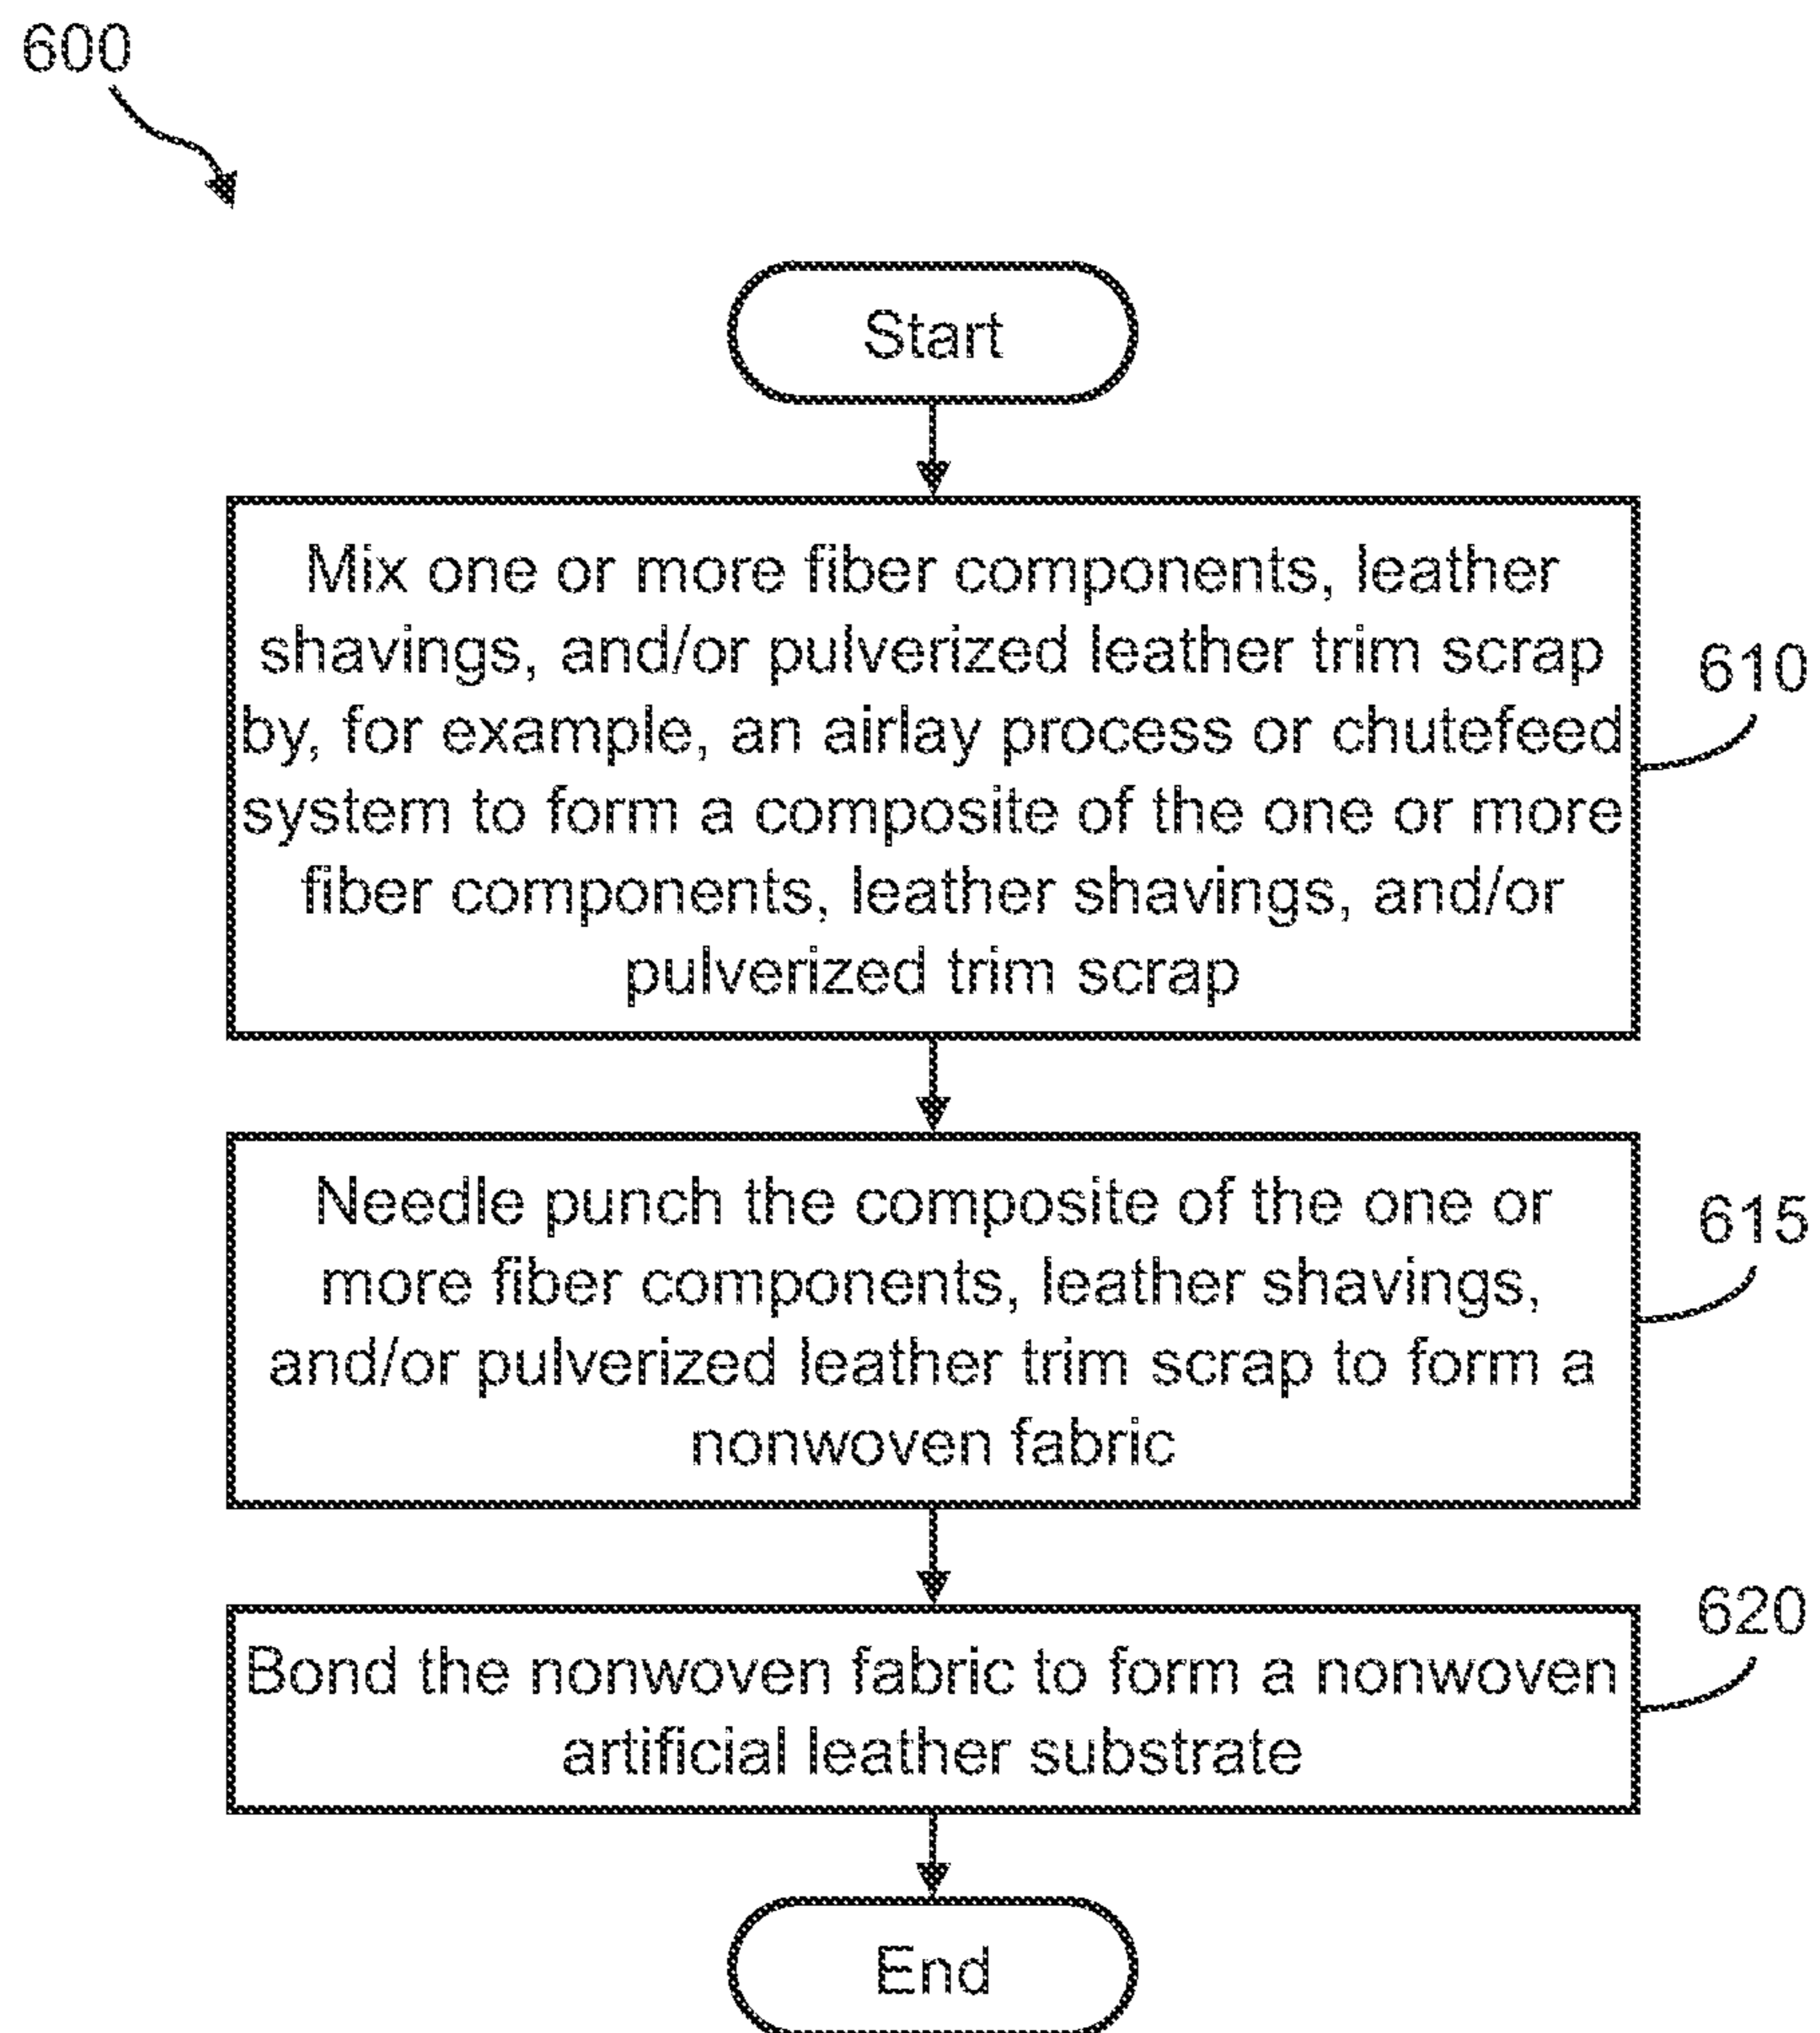 600
Start
Mix one or more fiber components, leather
shavings, and/or pulverized leather trim scrap
by, for example, an airlay process or chutefeed
system to form a composite of the one or more
fiber components, leather shavings, and/or
pulverized trim scrap
610
Needle punch the composite of the one or
more fiber components, leather shavings,
and/or pulverized leather trim scrap to form a
nonwoven fabric
615
Bond the nonwoven fabric to form a nonwoven
artificial leather substrate
620
End